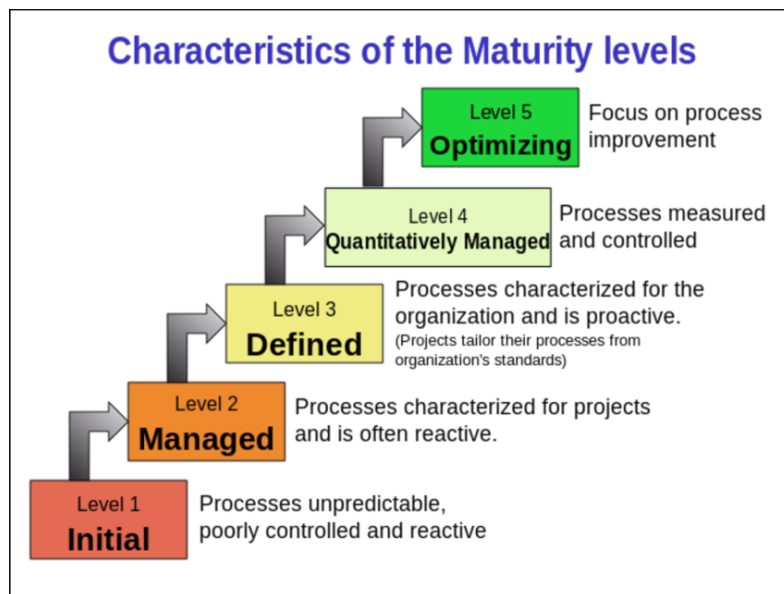 Characteristics of the Maturity levels
Level 5
Optimizing
Focus on process
improvement
Level 4
Quantitatively Managed
Processes measured
and controlled
Level 3
Defined
Processes characterized for the
organization and is proactive.
(Projects tailor their processes from
organization's standards)
Level 2
Managed
Processes characterized for projects
and is often reactive.
Level 1
Initial
Processes unpredictable,
poorly controlled and reactive